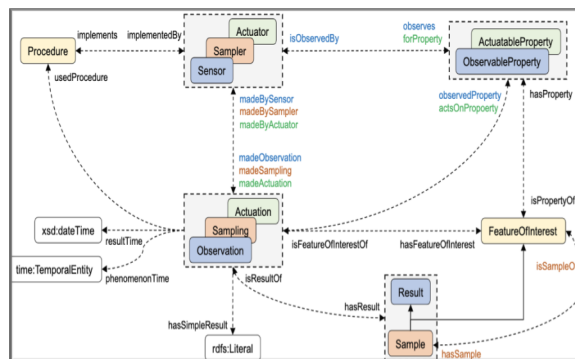 Procedure
implements
implementedBy
usedProcedure
Actuator
Sampler
Sensor
isObservedBy
observes
forProperty
ActuatableProperty
ObservableProperty
madeBySensor
madeBySampler
madeByActuator
observedProperty
actsOnPropoerty
hasProperty
madeObservation
madeSampling
madeActuation
isPropertyOf
Actuation
Sampling
Observation
xsd:dateTime
resultTime
time:TemporalEntity
phenomenonTime
isFeatureOfInterestOf
hasFeatureOfInterest
FeatureOfInterest
isResultOf
isSampleO
hasResult
Result
hasSimpleResult
rdfs:Literal
Sample
hasSample